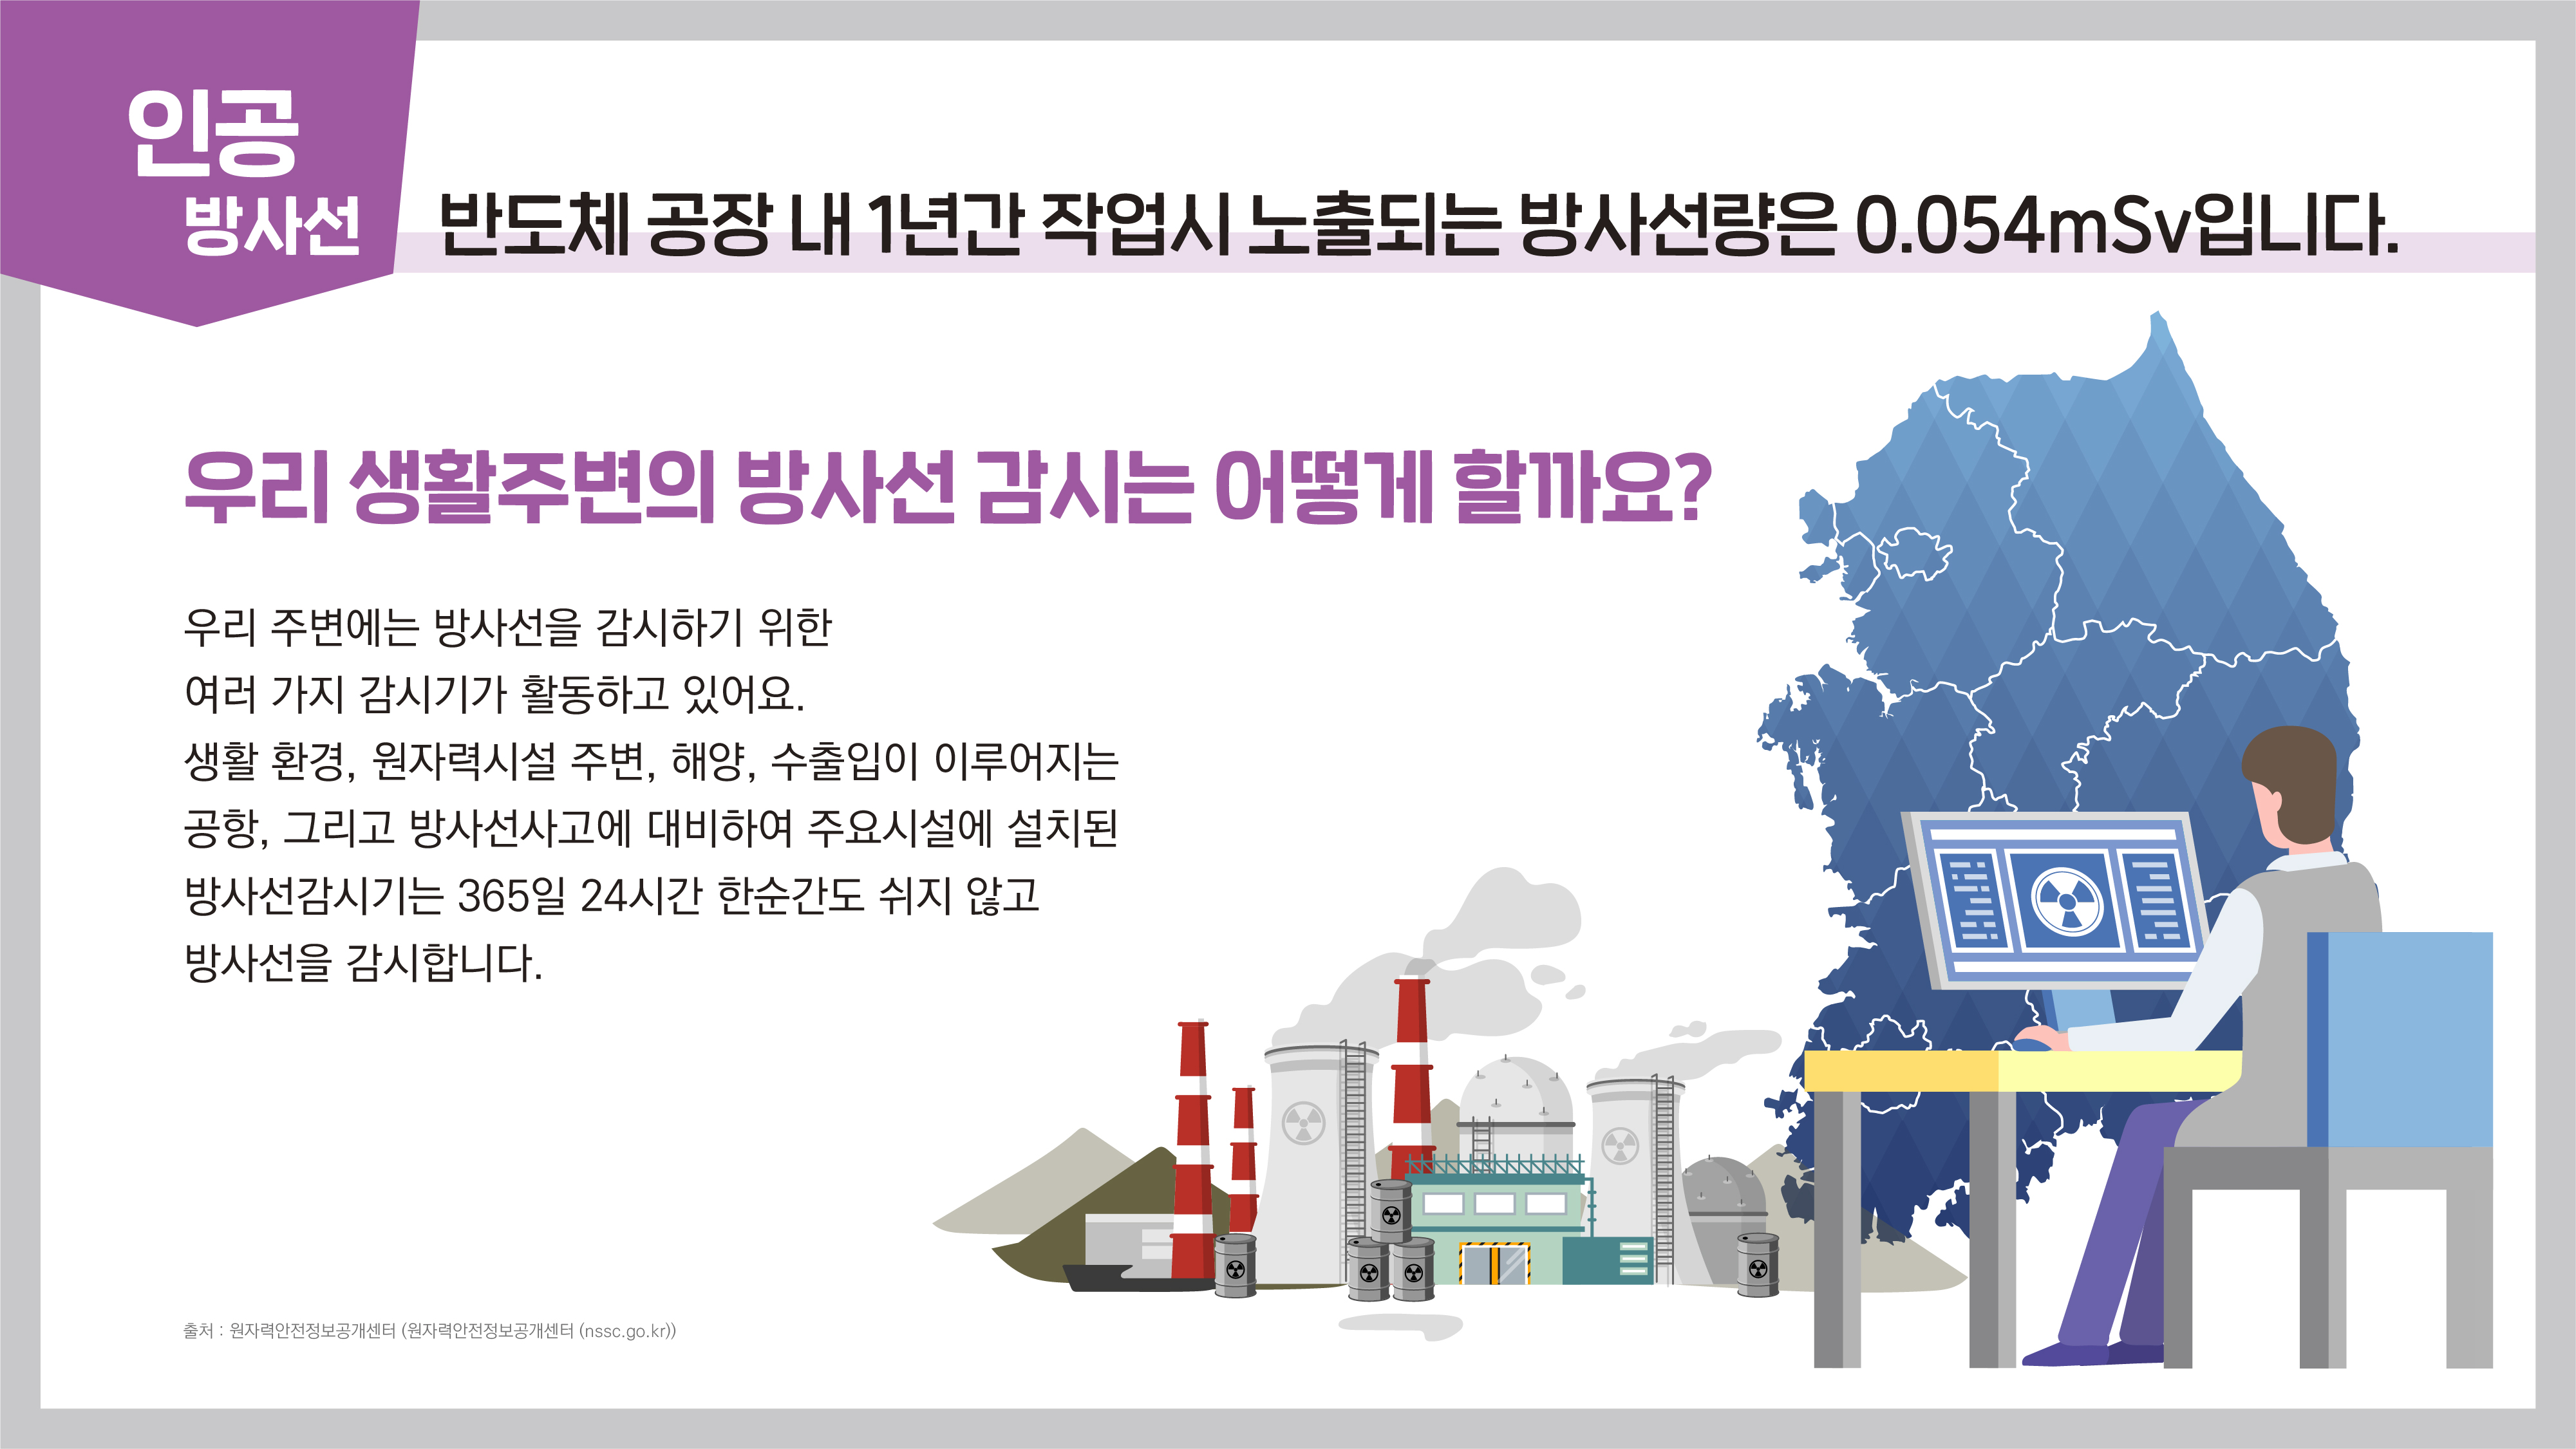 인공
방사선
반도체 공장 내 1년간 작업시 노출되는 방사선량은 0.054mSv입니다.
우리 생활주변의 방사선 감시는 어떻게 할까요?
우리 주변에는 방사선을 감시하기 위한
여러 가지 감시기가 활동하고 있어요.
생활 환경, 원자력시설 주변, 해양, 수출입이 이루어지는
공항, 그리고 방사선사고에 대비하여 주요시설에 설치된
방사선감시기는 365일 24시간 한순간도 쉬지 않고
방사선을 감시합니다.
출처 : 원자력안전정보공개센터 (원자력안전정보공개센터 (nssc.go.kr))